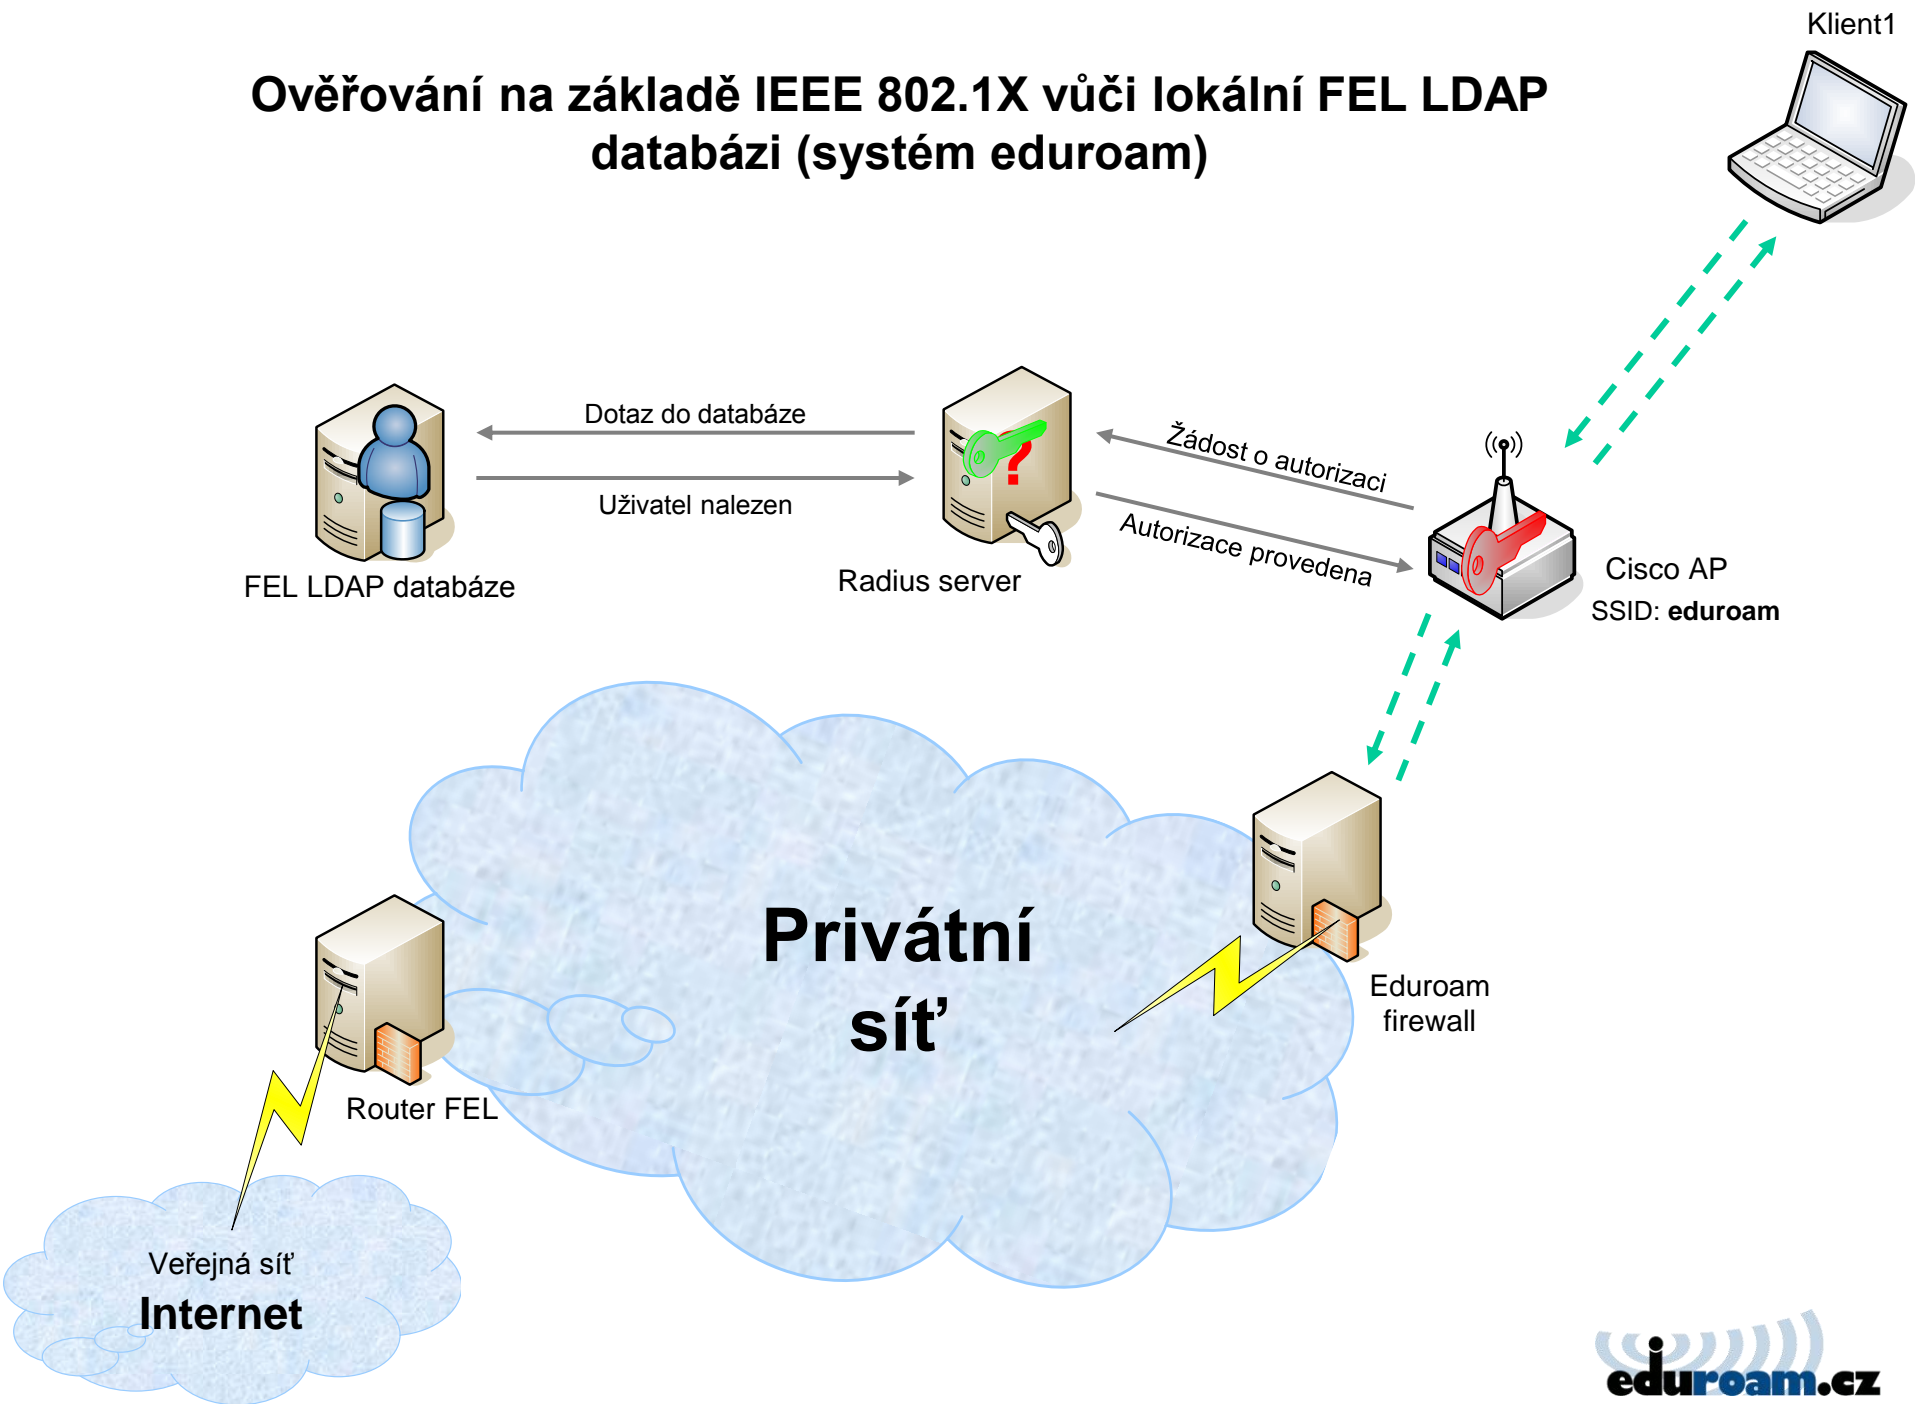 Klient1
Ověřování na základě IEEE 802.1X vůči lokální FEL LDAP
databázi (systém eduroam)
Dotaz do databáze
Uživatel nalezen
Žádost o autorizaci
Autorizace provedena
FEL LDAP databáze
Radius server
Cisco AP
SSID: eduroam
Privátní
síť
Eduroam
firewall
Router FEL
Veřejná síť
Internet
eduroam.cz